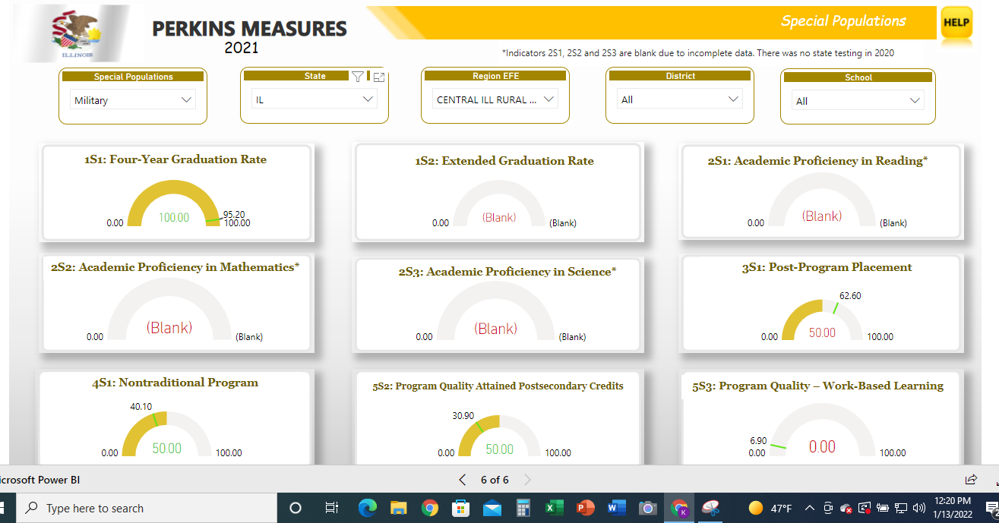 Special Populations
HELP
PERKINS MEASURES
2021
ILLINOIS
*Indicators 2S1, 2S2 and 2S3 are blank due to incomplete data. There was no state testing in 2020
Special Populations
Military
State
IL
Region EFE
CENTRAL ILL RURAL ...
District
All
School
All
1S1: Four-Year Graduation Rate
100.00
0.00
95.20
100.00
1S2: Extended Graduation Rate
(Blank)
0.00
(Blank)
2S1: Academic Proficiency in Reading*
(Blank)
0.00
(Blank)
2S2: Academic Proficiency in Mathematics*
(Blank)
0.00
(Blank)
2S3: Academic Proficiency in Science*
(Blank)
0.00
(Blank)
3S1: Post-Program Placement
62.60
50.00
0.00
100.00
4S1: Nontraditional Program
40.10
50.00
0.00
100.00
5S2: Program Quality Attained Postsecondary Credits
30.90
50.00
0.00
100.00
5S3: Program Quality – Work-Based Learning
6.90
0.00
0.00
100.00
icrosoft Power BI
6 of 6
Type here to search
47°F
12:20 PM
1/13/2022